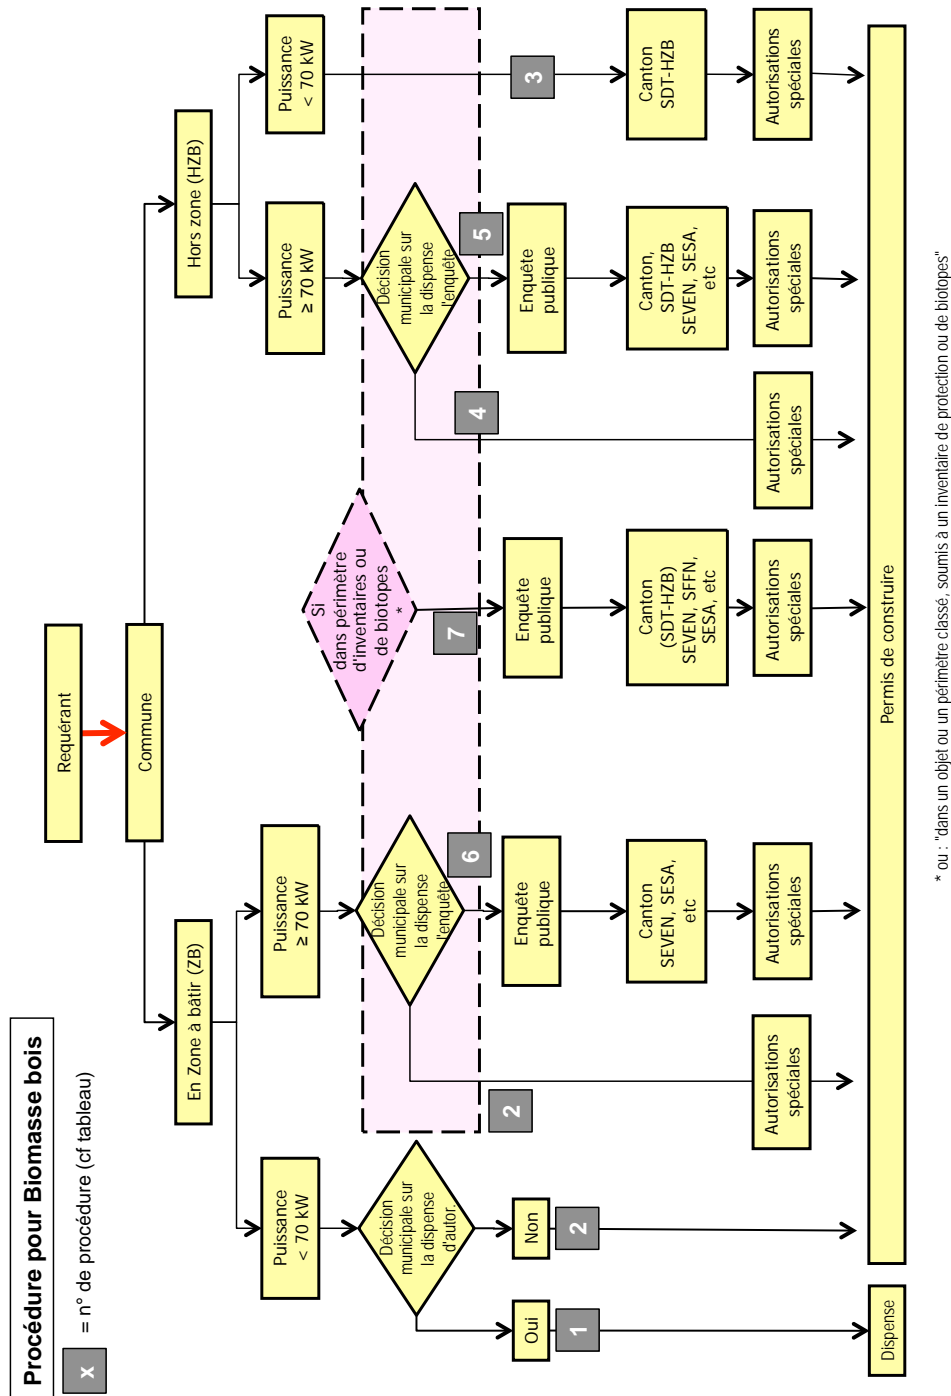 Procédure pour Biomasse bois
x
= n° de procédure (cf tableau)
Requérant
Commune
En Zone à bâtir (ZB)
Hors zone (HZB)
Puissance
< 70 kW
Puissance
≥ 70 kW
Puissance
≥ 70 kW
Puissance
< 70 kW
Décision
municipale sur
la dispense
d'autor.
Décision
municipale sur
la dispense
l'enquête
Si
dans périmètre
d'inventaires ou
de biotopes
*
Décision
municipale sur
la dispense
l'enquête
Oui
1
Non
2
2
6
7
4
5
3
Enquête
publique
Enquête
publique
Enquête
publique
Canton
SEVEN, SESA,
etc
Canton
(SDT-HZB)
SEVEN, SFFN,
SESA, etc
Canton,
SDT-HZB
SEVEN, SESA,
etc
Canton
SDT-HZB
Autorisations
spéciales
Autorisations
spéciales
Autorisations
spéciales
Autorisations
spéciales
Autorisations
spéciales
Autorisations
spéciales
Dispense
Permis de construire
* ou : "dans un objet ou un périmètre classé, soumis à un inventaire de protection ou de biotopes"